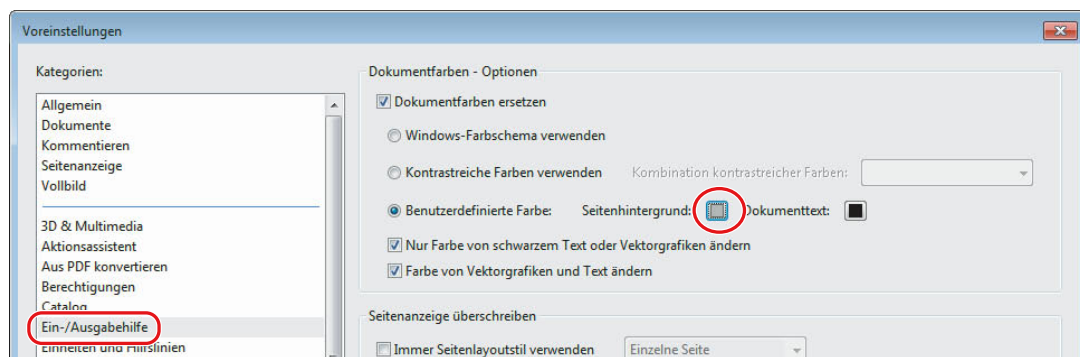 Voreinstellungen
Kategorien:
Allgemein
Dokumente
Kommentieren
Seitenanzeige
Vollbild
3D & Multimedia
Aktionsassistent
Aus PDF konvertieren
Berechtigungen
Catalog
Ein-/Ausgabehilfe
Einheiten und Hilfslinien
Dokumentfarben - Optionen
Dokumentfarben ersetzen
Windows-Farbschema verwenden
Kontrastreiche Farben verwenden Kombination kontrastreicher Farben:
Benutzerdefinierte Farbe: Seitenhintergrund: Dokumenttext:
Nur Farbe von schwarzem Text oder Vektorgrafiken ändern
Farbe von Vektorgrafiken und Text ändern
Seitenanzeige überschreiben
Immer Seitenlayoutstil verwenden Einzelne Seite